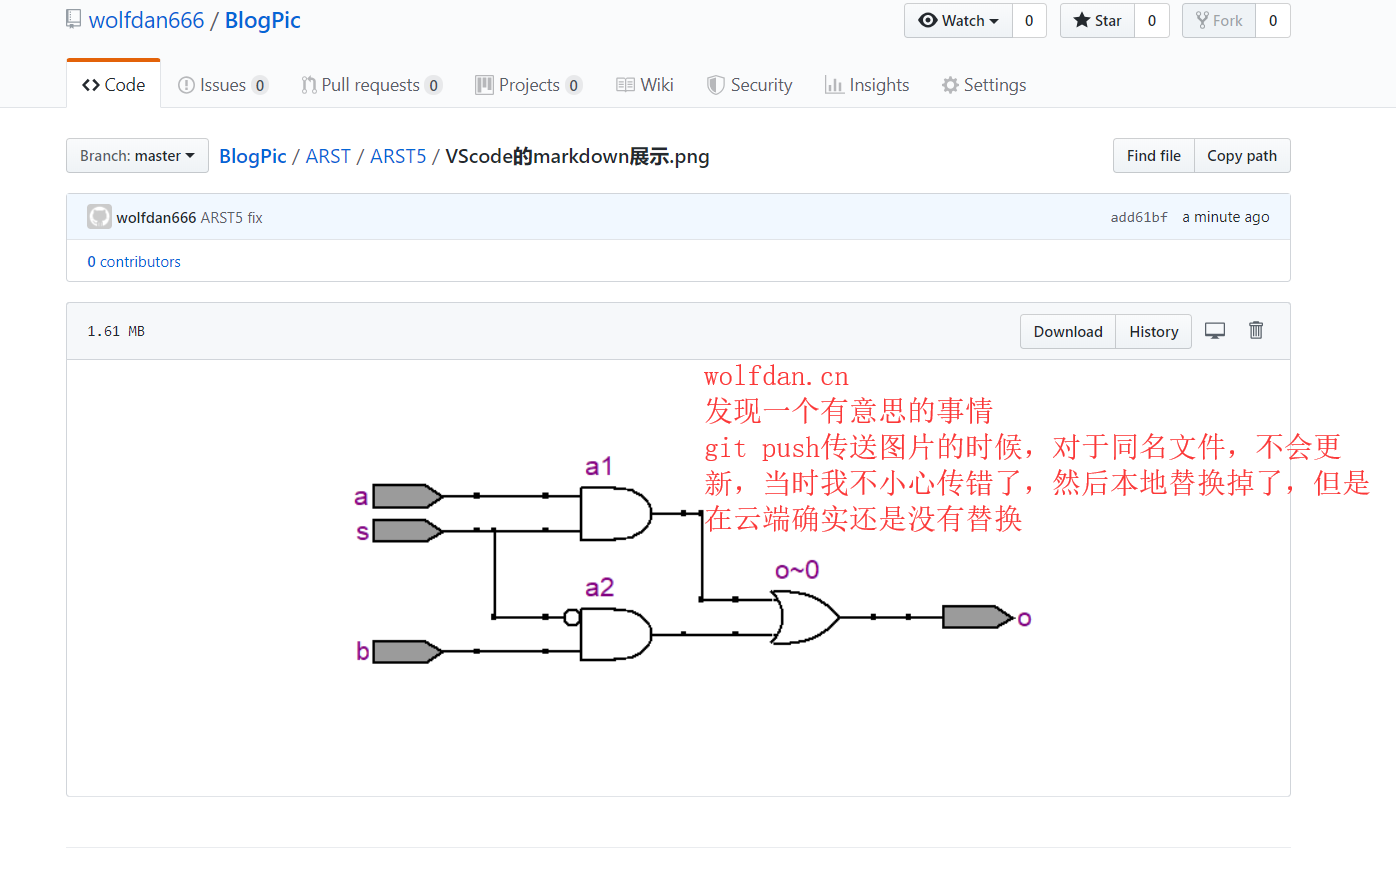 wolfdan666 / BlogPic
Watch 0 Star 0 Fork 0
Code Issues 0 Pull requests 0 Projects 0 Wiki Security Insights Settings
Branch: master BlogPic / ARST / ARST5 / VScode的markdown展示.png Find file Copy path
wolfdan666 ARST5 fix add61bf a minute ago
0 contributors
1.61 MB Download History
wolfdan.cn
发现一个有意思的事情
git push传送图片的时候，对于同名文件，不会更
新，当时我不小心传错了，然后本地替换掉了，但是
在云端确实还是没有替换
a1
a
s
a2
o~0
o
b